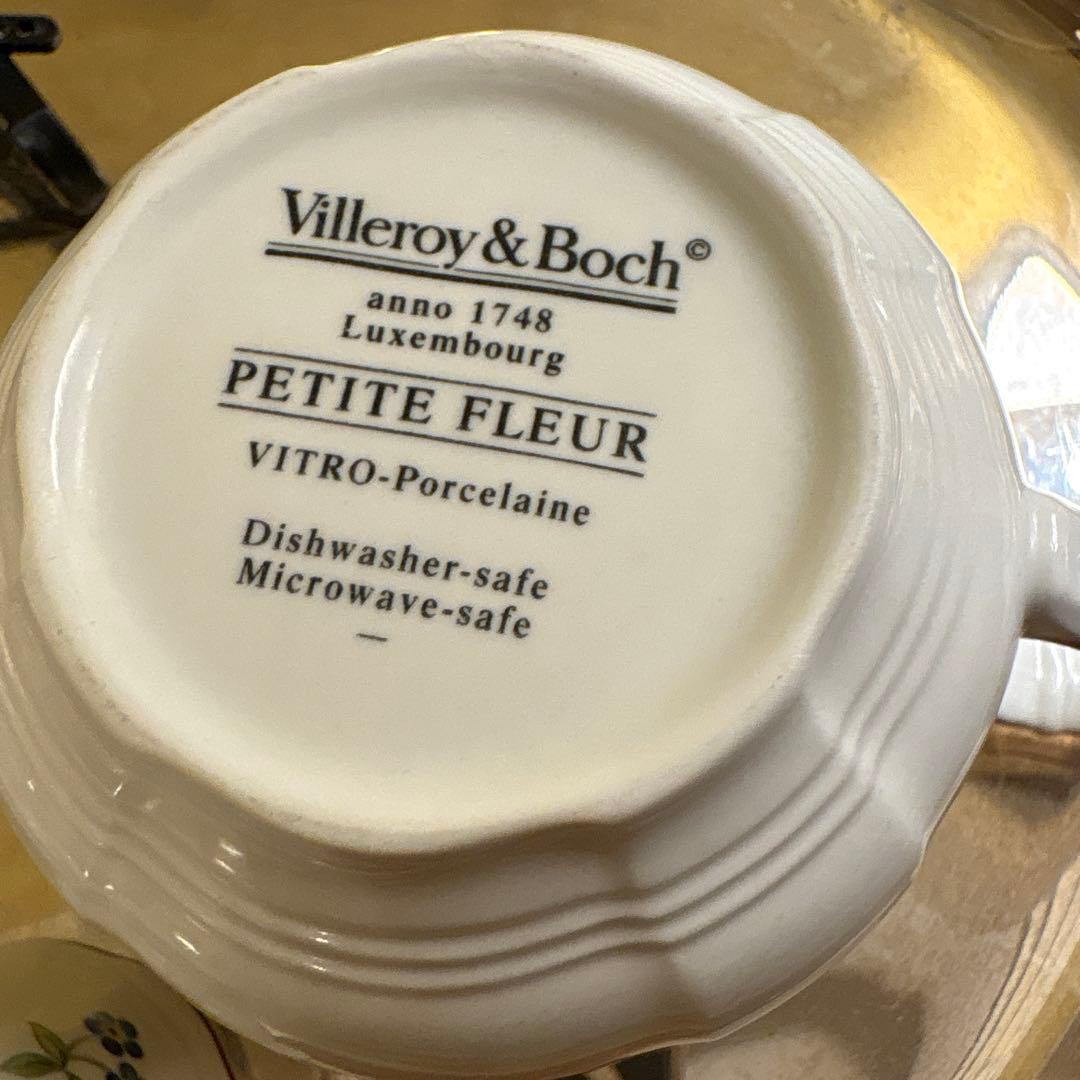 Villeroy & Boch©
anno 1748
Luxembourg
PETITE FLEUR
VITRO-Porcelaine
Dishwasher-safe
Microwave-safe
—